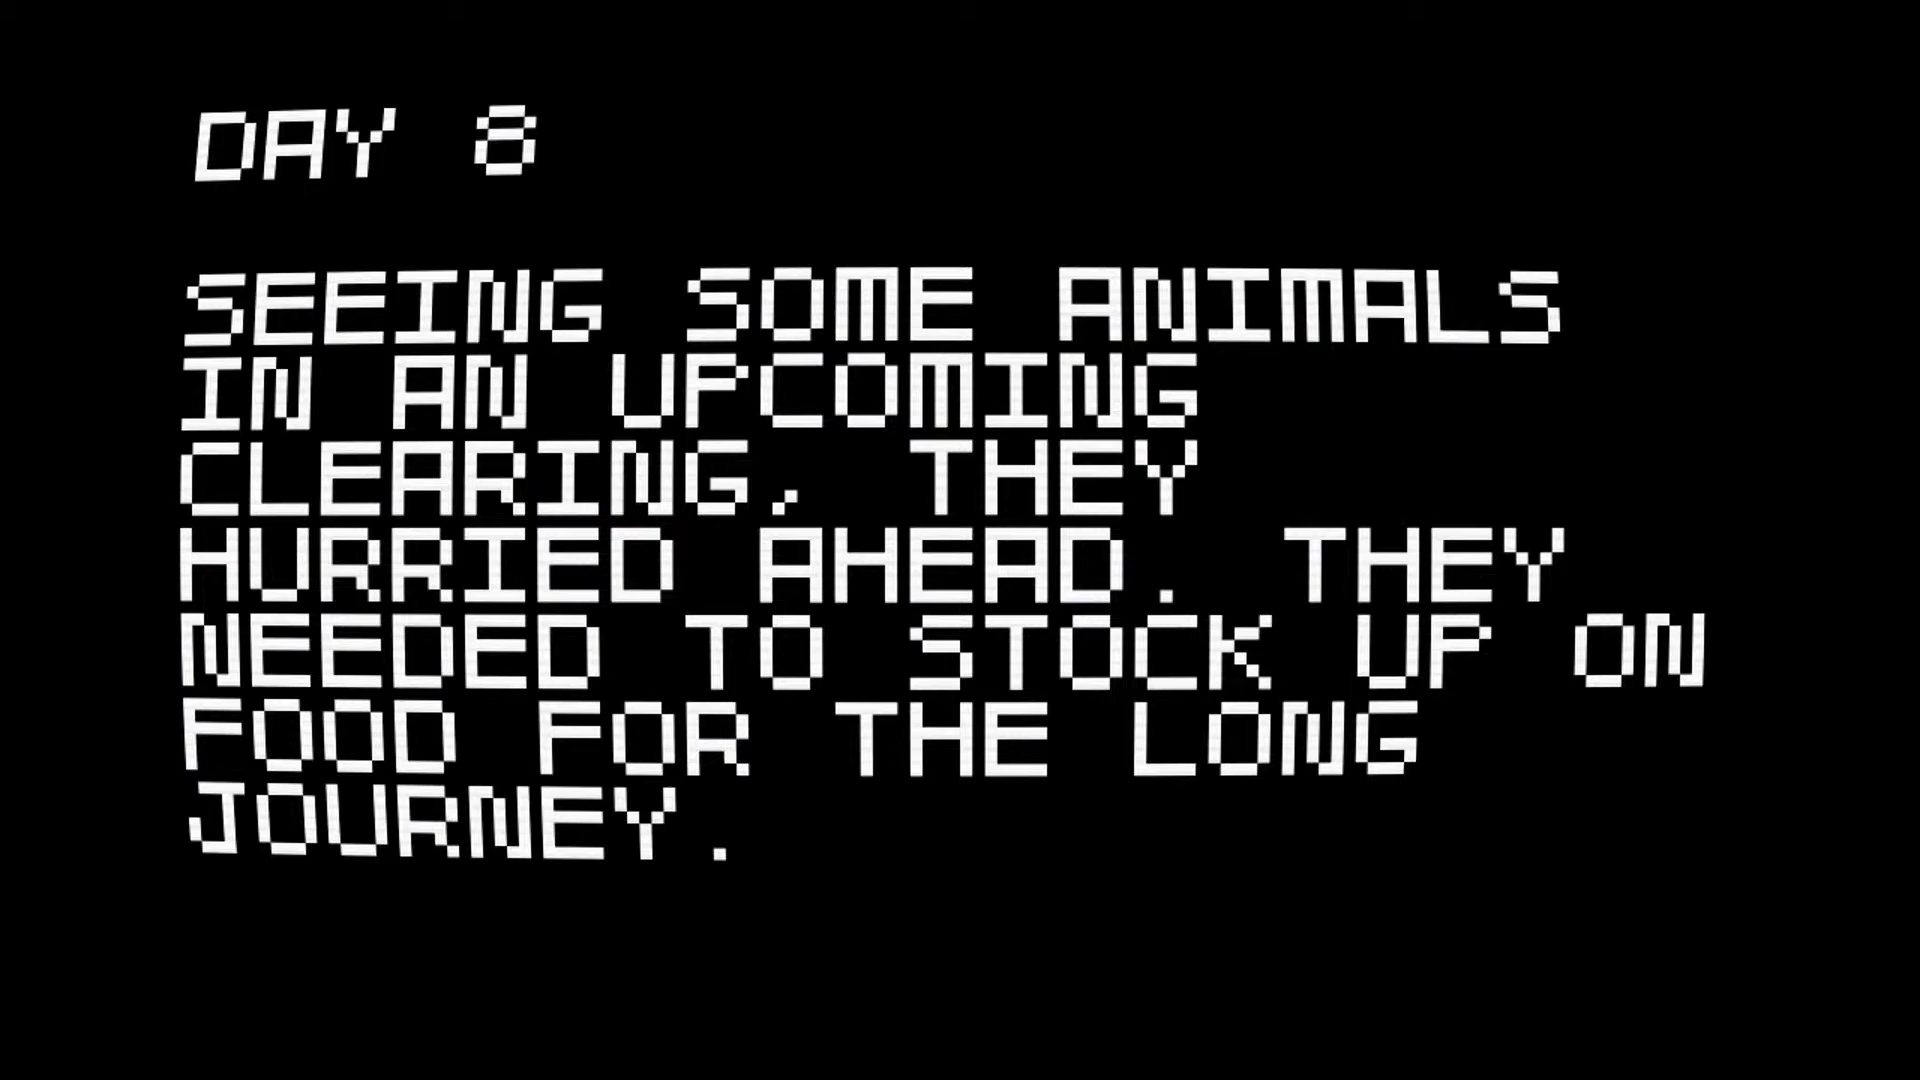 DAY 8
SEEING SOME ANIMALS
IN AN UPCOMING
CLEARING, THEY
HURRIED AHEAD. THEY
NEEDED TO STOCK UP ON
FOOD FOR THE LONG
JOURNEY.